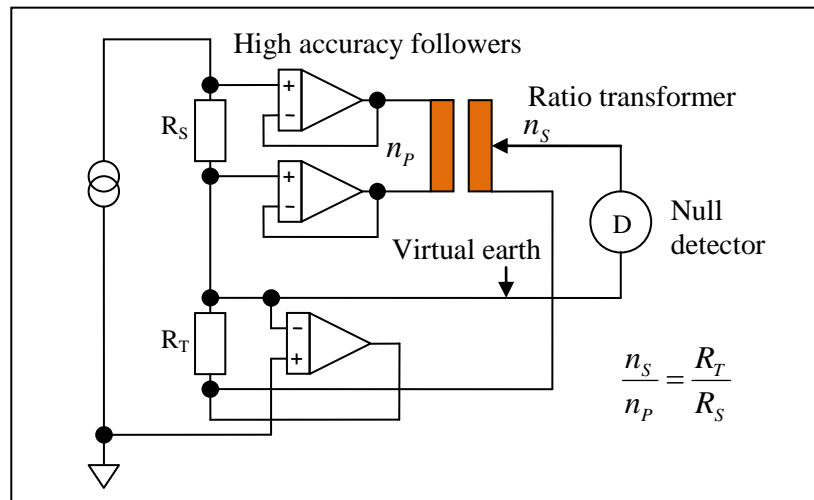 High accuracy followers
Ratio transformer
n_S
R_S
n_P
+
-
+
-
Null
detector
D
Virtual earth
R_T
-
+
n_S / n_P = R_T / R_S